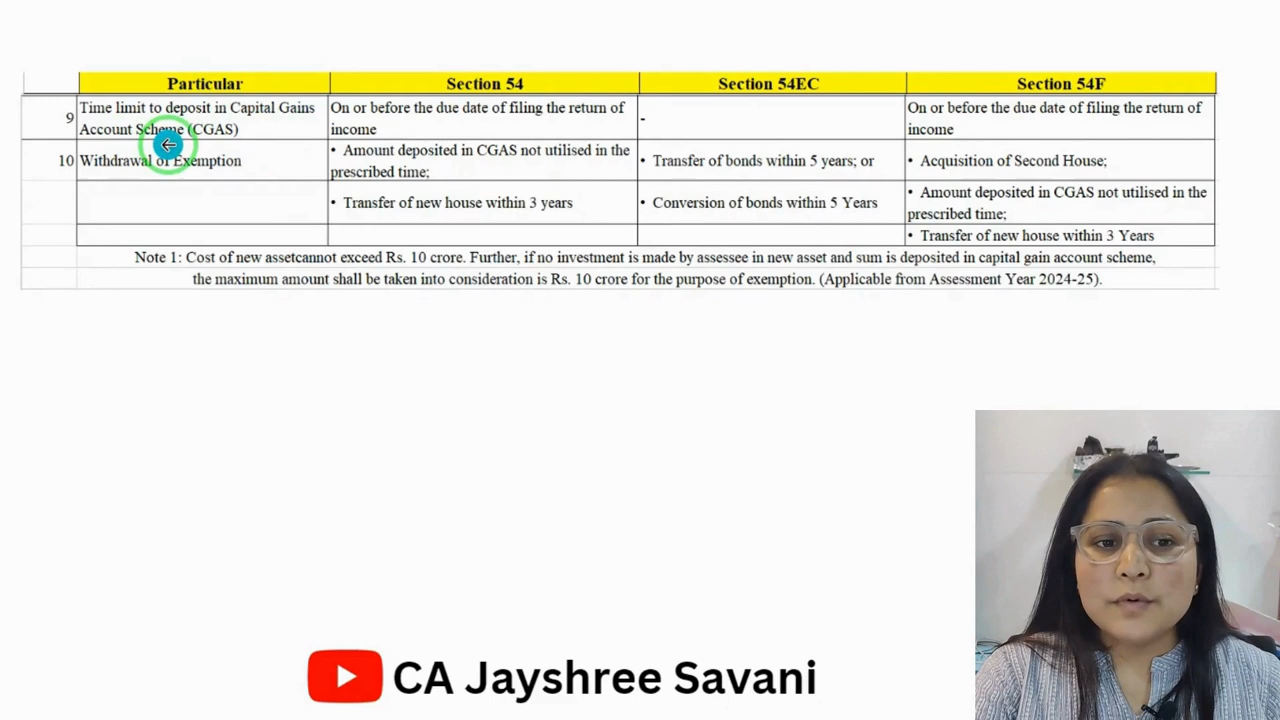 Particular Section 54 Section 54EC Section 54F
9 Time limit to deposit in Capital Gains Account Scheme (CGAS)
On or before the due date of filing the return of income
-
On or before the due date of filing the return of income
10 Withdrawal of Exemption
• Amount deposited in CGAS not utilised in the prescribed time;
• Transfer of bonds within 5 years; or
• Acquisition of Second House;
• Transfer of new house within 3 years
• Conversion of bonds within 5 Years
• Amount deposited in CGAS not utilised in the prescribed time;
• Transfer of new house within 3 Years
Note 1: Cost of new assetcannot exceed Rs. 10 crore. Further, if no investment is made by assessee in new asset and sum is deposited in capital gain account scheme,
the maximum amount shall be taken into consideration is Rs. 10 crore for the purpose of exemption. (Applicable from Assessment Year 2024-25).
CA Jayshree Savani